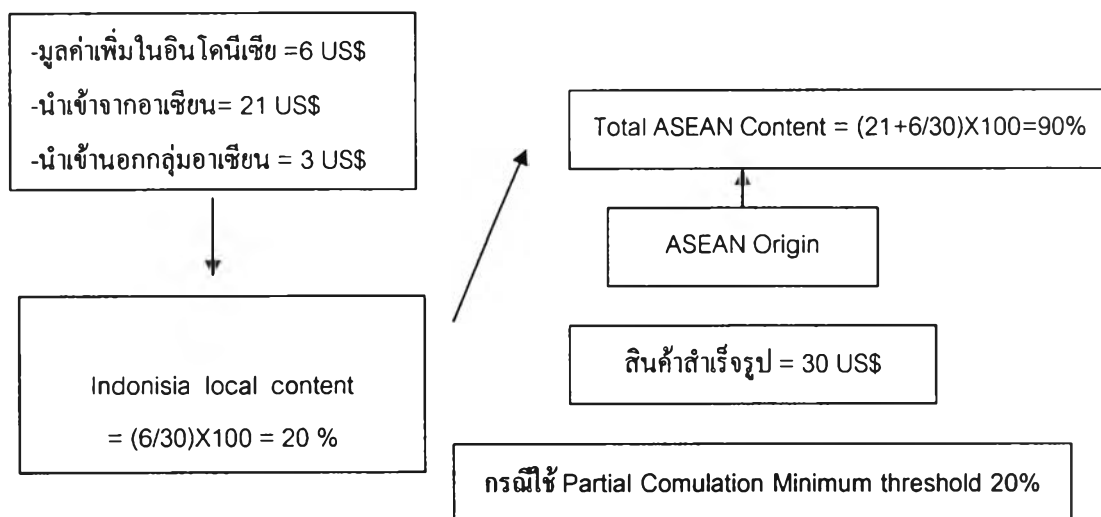 -มูลค่าเพิ่มในอินโดนีเซีย =6 US$
-นำเข้าจากอาเซียน= 21 US$
-นำเข้านอกกลุ่มอาเซียน = 3 US$
Total ASEAN Content = (21+6/30)X100=90%
ASEAN Origin
Indonisia local content
= (6/30)X100 = 20 %
สินค้าสำเร็จรูป = 30 US$
กรณีใช้ Partial Comulation Minimum threshold 20%